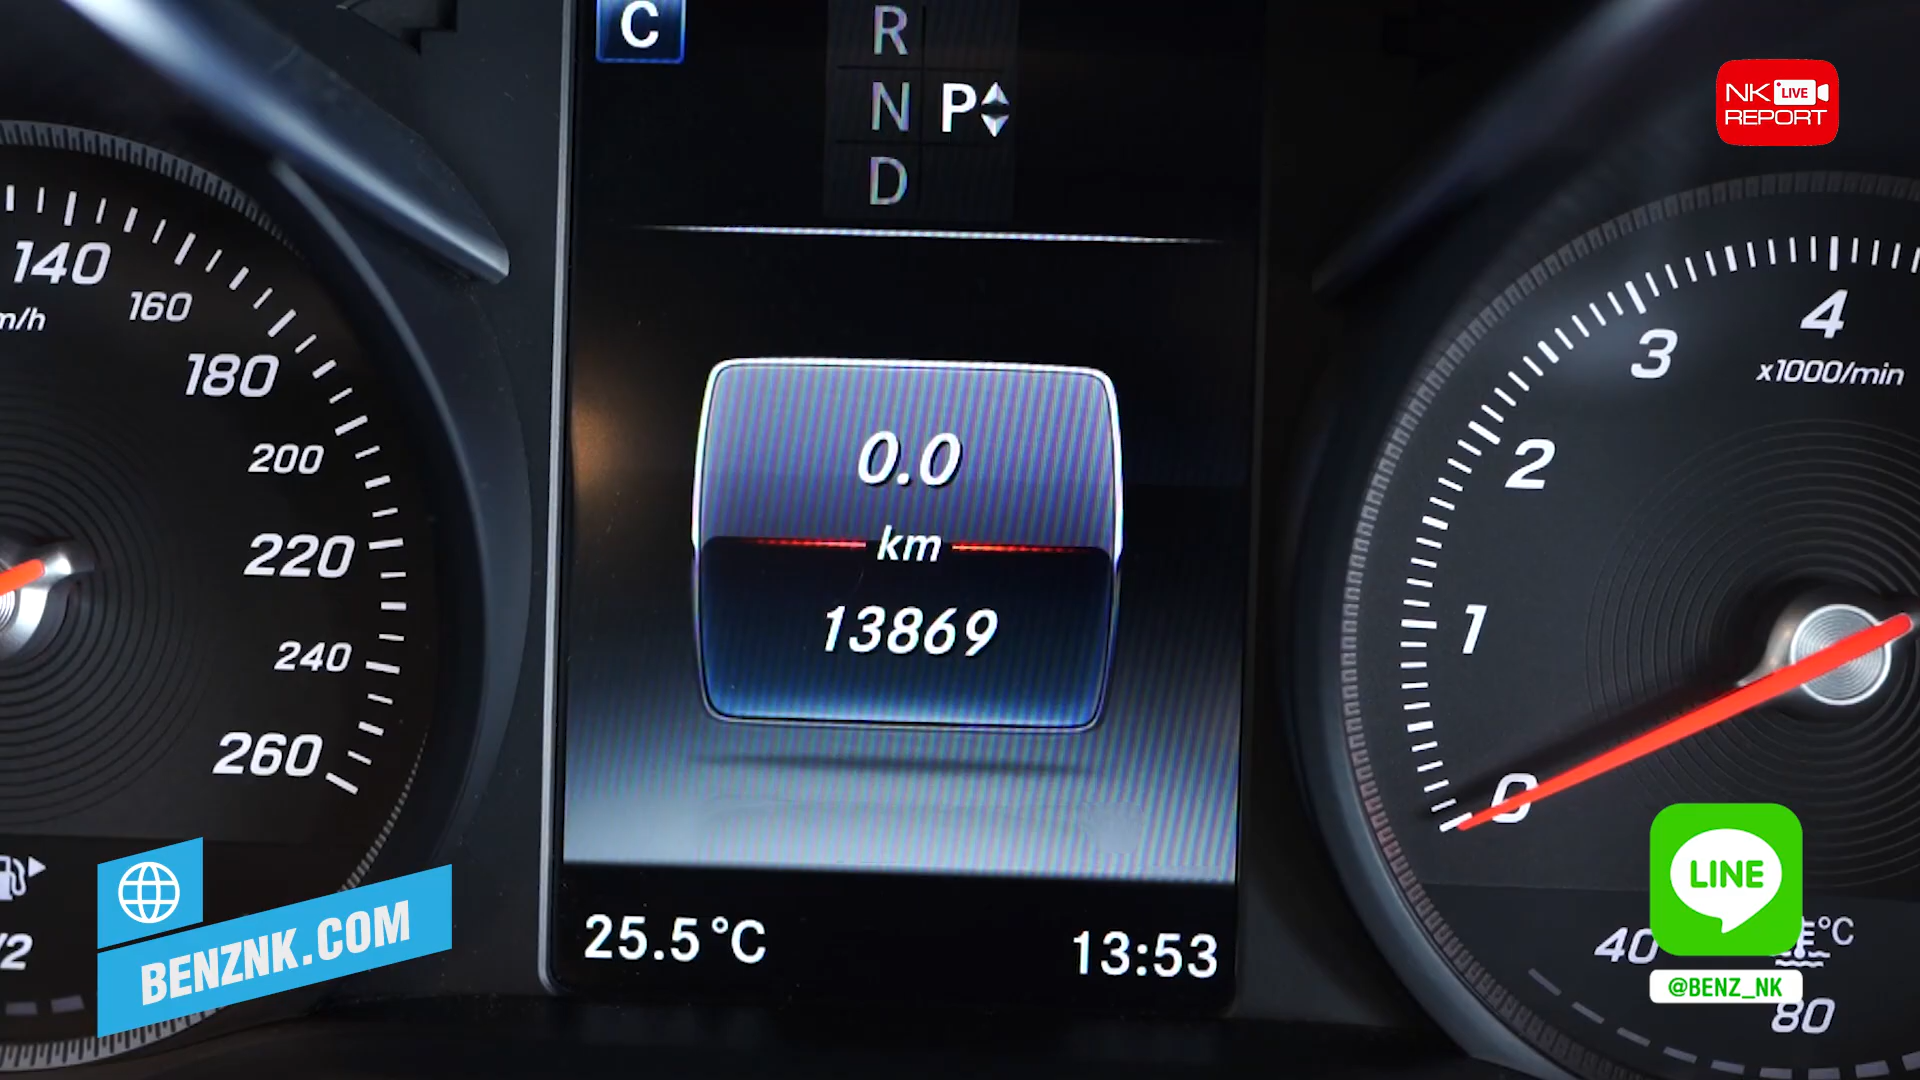 C
R
N P
D
NK LIVE
REPORT
140
160
180
200
220
240
260
0.0
km
13869
4
3
x1000/min
2
1
0
LINE
@BENZ_NK
BENZNK.COM
25.5°C
13:53
40
°C
80